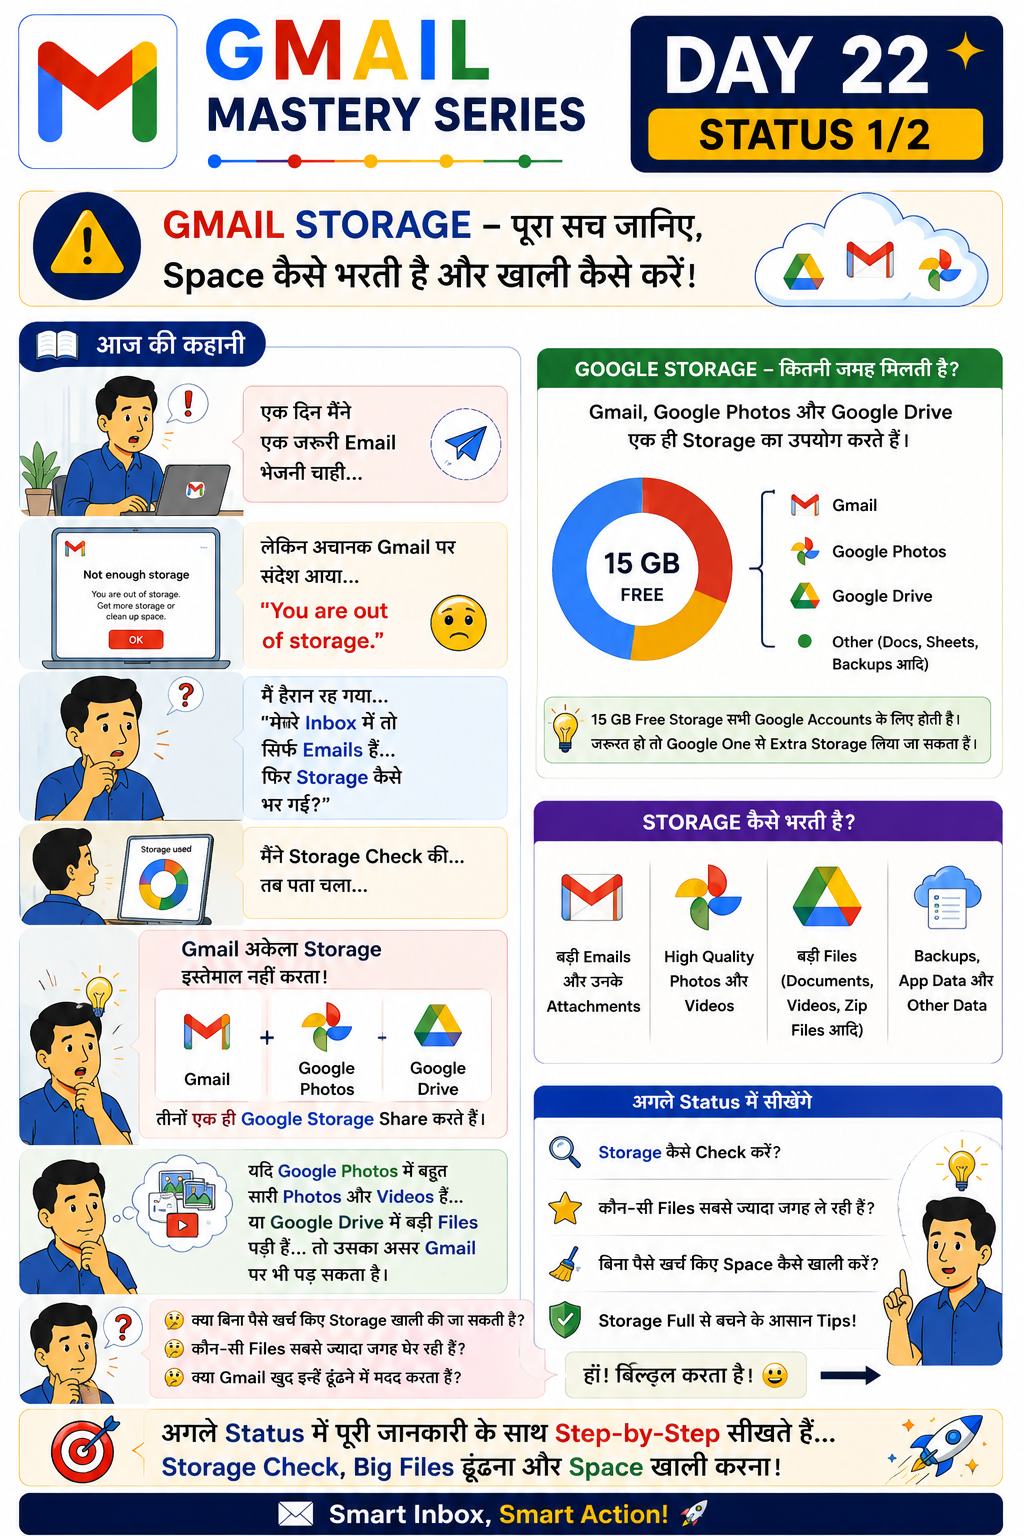 GMAIL
MASTERY SERIES
DAY 22
STATUS 1/2
GMAIL STORAGE – पूरा सच जानिए,
Space कैसे भरती है और खाली कैसे करें!
आज की कहानी
एक दिन मैंने
एक जरूरी Email
भेजनी चाही...
Not enough storage
You are out of storage.
Get more storage or
clean up space.
OK
लेकिन अचानक Gmail पर
संदेश आया...
"You are out
of storage."
मैं हैरान रह गया...
Inbox में तो
सिर्फ Emails हैं...
फिर Storage कैसे
भर गई?"
Storage used
मैंने Storage Check की...
तब पता चला...
Gmail अकेला Storage
इस्तेमाल नहीं करता!
Gmail
+
Google
Photos
-
Google
Drive
तीनों एक ही Google Storage Share करते हैं।
यदि Google Photos में बहुत
सारी Photos और Videos हैं...
या Google Drive में बड़ी Files
पड़ी हैं... तो उसका असर Gmail
पर भी पड़ सकता है।
क्या बिना पैसे खर्च किए Storage खाली की जा सकती है?
कौन-सी Files सबसे ज्यादा जगह घेर रही हैं?
क्या Gmail खुद इन्हें ढूंढने में मदद करता हैं?
GOOGLE STORAGE – कितनी जमह मिलती है?
Gmail, Google Photos और Google Drive
एक ही Storage का उपयोग करते हैं।
15 GB
FREE
Gmail
Google Photos
Google Drive
Other (Docs, Sheets,
Backups आदि)
15 GB Free Storage सभी Google Accounts के लिए होती है।
जरूरत हो तो Google One से Extra Storage लिया जा सकता हैं।
STORAGE कैसे भरती है?
बड़ी Emails
और उनके
Attachments
High Quality
Photos और
Videos
बड़ी Files
(Documents,
Videos, Zip
Files आदि)
Backups,
App Data और
Other Data
अगले Status में सीखेंगे
Storage कैसे Check करें?
कौन-सी Files सबसे ज्यादा जगह ले रही हैं?
बिना पैसे खर्च किए Space कैसे खाली करें?
Storage Full से बचने के आसान Tips!
करता है!
अगले Status में पूरी जानकारी के साथ Step-by-Step सीखते हैं...
Storage Check, Big Files ढूंढना और Space खाली करना!
Smart Inbox, Smart Action!